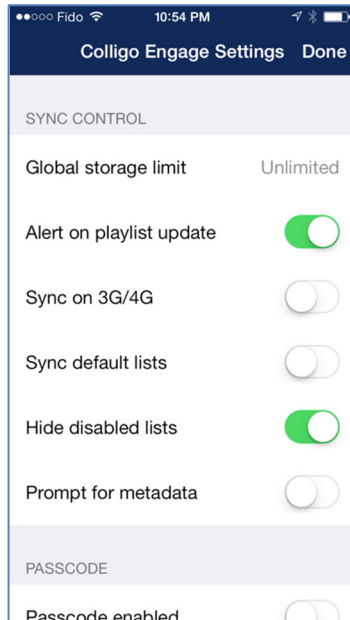 Fido 10:54 PM
Colligo Engage Settings Done
SYNC CONTROL
Global storage limit Unlimited
Alert on playlist update
Sync on 3G/4G
Sync default lists
Hide disabled lists
Prompt for metadata
PASSCODE
Passcode enabled